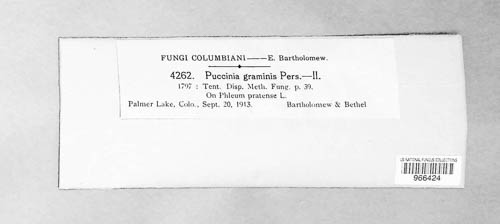 FUNGI COLUMBIANI——E. Bartholomew.
4262. Puccinia graminis Pers.—II.
1797 : Tent. Disp. Meth. Fung. p. 39.
On Phleum pratense L.
Palmer Lake, Colo., Sept. 20, 1913. Bartholomew & Bethel
US NATIONAL FUNGUS COLLECTIONS
966424